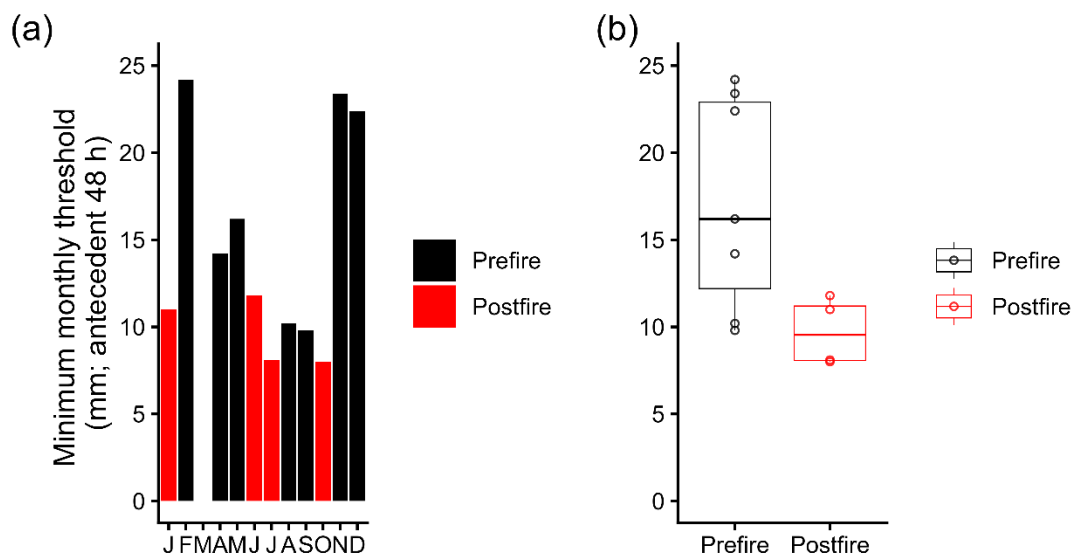 (a)
Minimum monthly threshold
(mm; antecedent 48 h)
25
20
15
10
5
0
J F M A M J J A S O N D
Prefire
Postfire
(b)
25
20
15
10
5
0
Prefire Postfire
Prefire
Postfire